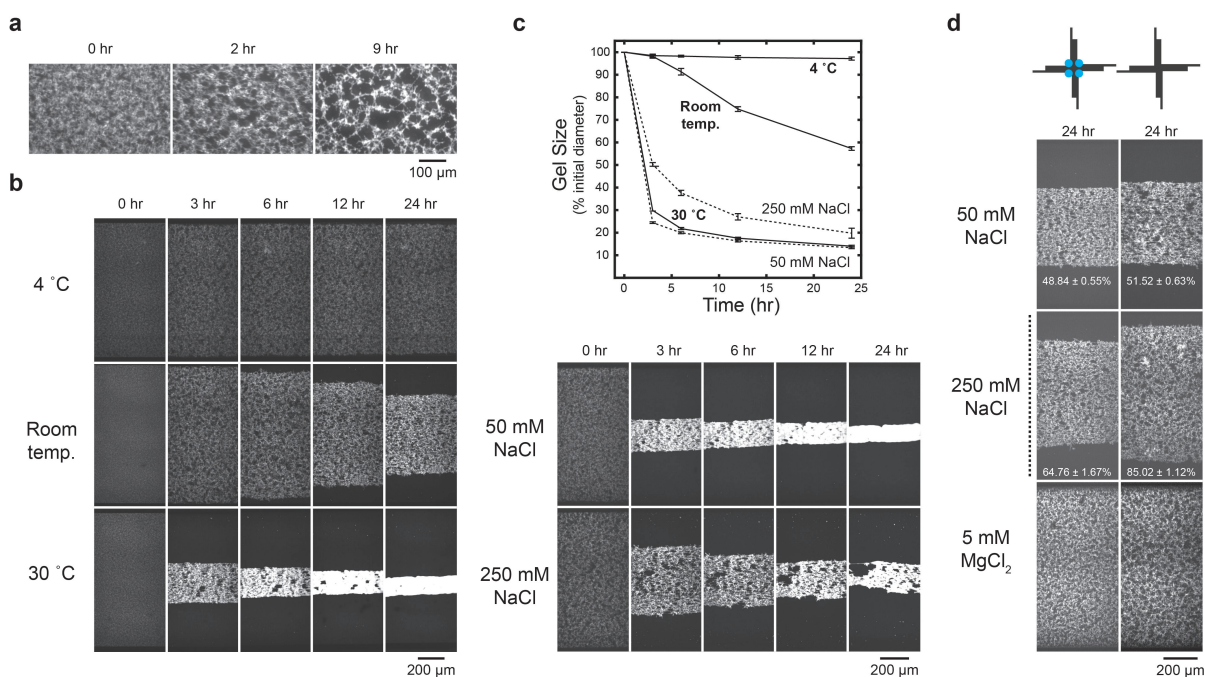 a
0 hr 2 hr 9 hr
100 µm
b
0 hr 3 hr 6 hr 12 hr 24 hr
4 ˚C
Room
temp.
30 ˚C
200 µm
c
Gel Size
(% initial diameter)
100
90
80
70
60
50
40
30
20
10
4 ˚C
Room
temp.
250 mM NaCl
30 ˚C
50 mM NaCl
0 5 10 15 20 25
Time (hr)
0 hr 3 hr 6 hr 12 hr 24 hr
50 mM
NaCl
250 mM
NaCl
200 µm
d
24 hr 24 hr
50 mM
NaCl
48.84 ± 0.55% 51.52 ± 0.63%
250 mM
NaCl
64.76 ± 1.67% 85.02 ± 1.12%
5 mM
MgCl₂
200 µm